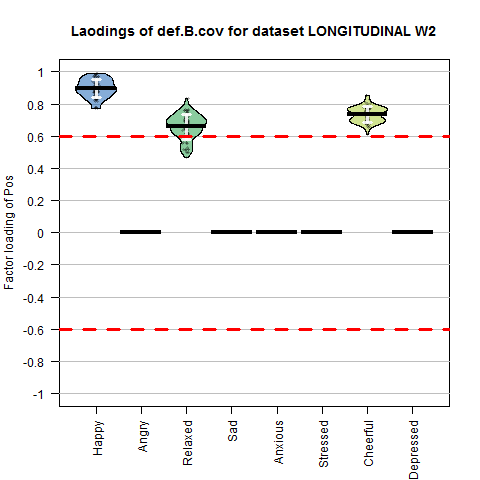 Laodings of def.B.cov for dataset LONGITUDINAL W2
Factor loading of Pos
1
0.8
0.6
0.4
0.2
0
-0.2
-0.4
-0.6
-0.8
-1
Happy
Angry
Relaxed
Sad
Anxious
Stressed
Cheerful
Depressed